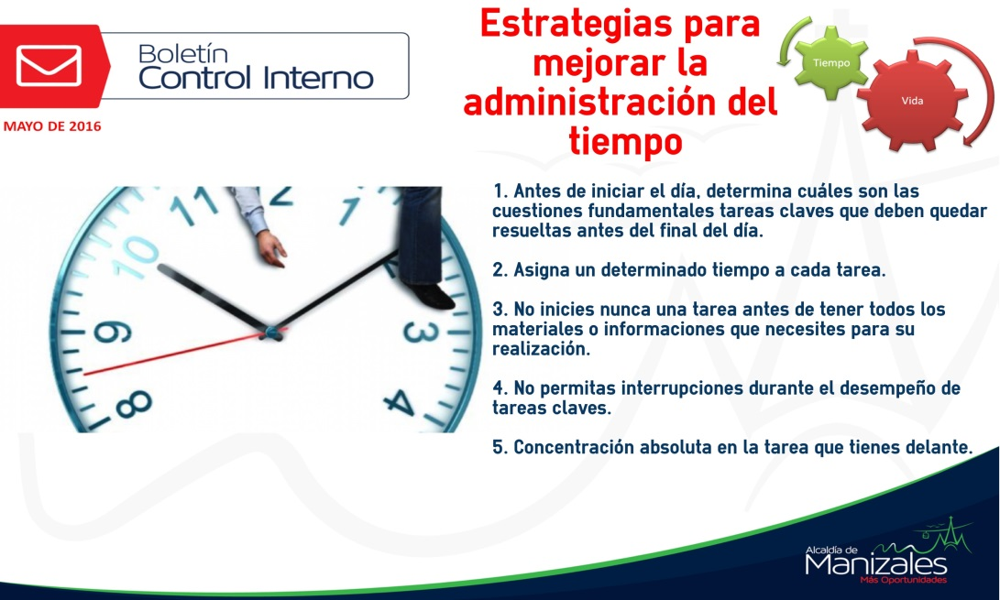 Boletín
Control Interno
MAYO DE 2016
Estrategias para
mejorar la
administración del
tiempo
Tiempo
Vida
1. Antes de iniciar el día, determina cuáles son las
cuestiones fundamentales tareas claves que deben quedar
resueltas antes del final del día.
2. Asigna un determinado tiempo a cada tarea.
3. No inicies nunca una tarea antes de tener todos los
materiales o informaciones que necesites para su
realización.
4. No permitas interrupciones durante el desempeño de
tareas claves.
5. Concentración absoluta en la tarea que tienes delante.
11
12
1
10
2
9
3
8
4
Alcaldía de
Manizales
Más Oportunidades